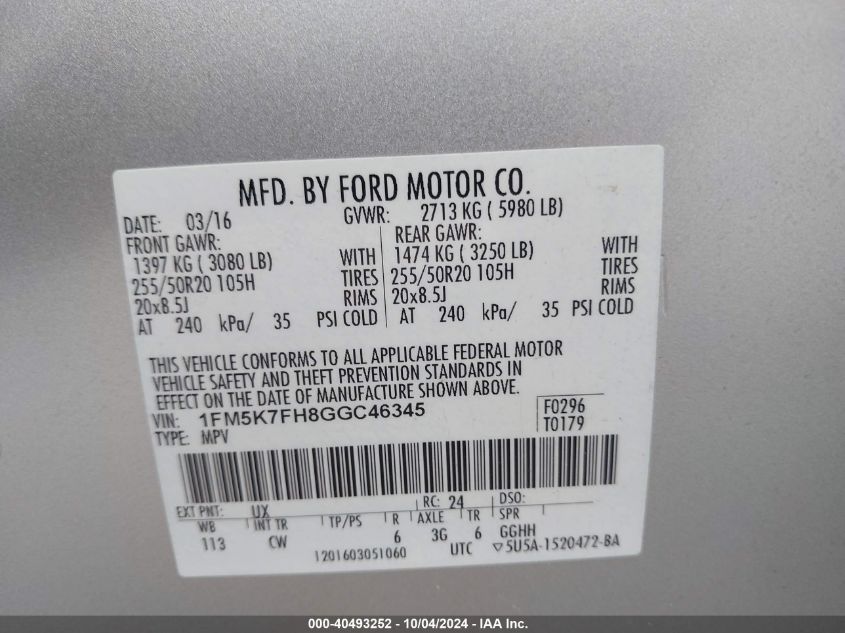 MFD. BY FORD MOTOR CO.
DATE: 03/16 GVWR: 2713 KG ( 5980 LB)
FRONT GAWR: REAR GAWR:
1397 KG ( 3080 LB) WITH 1474 KG ( 3250 LB) WITH
255/50R20 105H TIRES 255/50R20 105H TIRES
20x8.5J RIMS 20x8.5J RIMS
AT 240 kPa/ 35 PSI COLD AT 240 kPa/ 35 PSI COLD
THIS VEHICLE CONFORMS TO ALL APPLICABLE FEDERAL MOTOR
VEHICLE SAFETY AND THEFT PREVENTION STANDARDS IN
EFFECT ON THE DATE OF MANUFACTURE SHOWN ABOVE.
VIN: 1FM5K7FH8GGC46345 F0296
TYPE: MPV T0179
EXT PNT: UX RC: 24 DSO:
WB INT TR TP/PS R AXLE TR SPR
113 CW 6 3G 6 GGHH
1201603051060 UTC ▽5U5A-1520472-BA
000-40493252 - 10/04/2024 - IAA Inc.